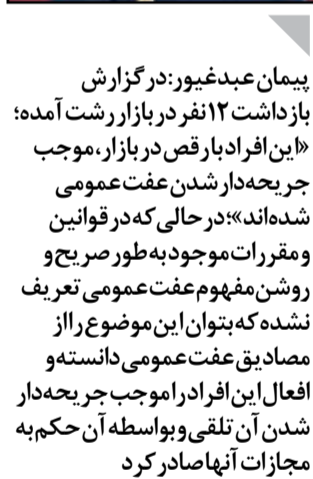 پیمان عبدغیور:در گزارش
بازداشت۱۲نفر در بازار رشت آمده؛
«این افراد با رقص در بازار، موجب
جریحه‌دار شدن عفت عمومی
شده‌اند»؛ در حالی که در قوانین
و مقررات موجود به طور صریح و
روشن مفهوم عفت عمومی تعریف
نشده که بتوان این موضوع را از
مصادیق عفت عمومی دانسته و
افعال این افراد را موجب جریحه‌دار
شدن آن تلقی و بواسطه آن حکم به
مجازات آنها صادر کرد